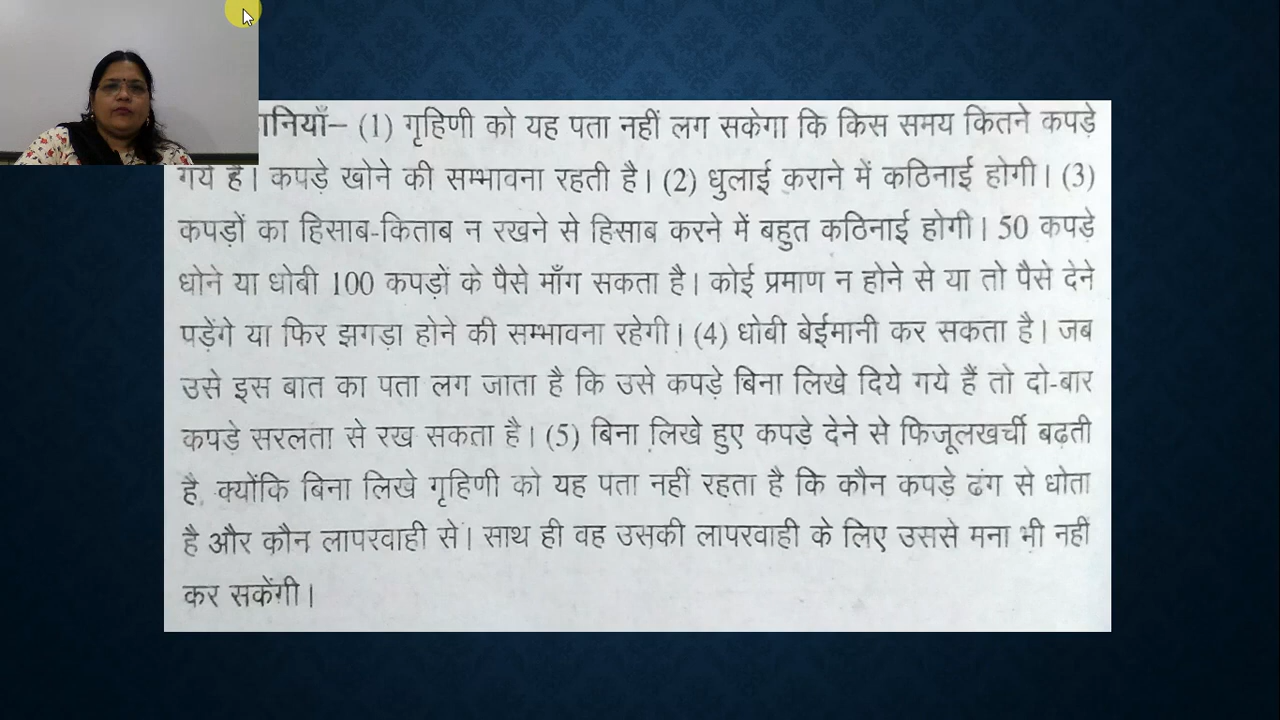 ानियाँ– (1) गृहिणी को यह पता नहीं लग सकेगा कि किस समय कितने कपड़े
गये है। कपड़े खोने की सम्भावना रहती है। (2) धुलाई कराने में कठिनाई होगी। (3)
कपड़ों का हिसाब-किताब न रखने से हिसाब करने में बहुत कठिनाई होगी। 50 कपड़े
धोने या धोबी 100 कपड़ों के पैसे माँग सकता है। कोई प्रमाण न होने से या तो पैसे देने
पड़ेंगे या फिर झगड़ा होने की सम्भावना रहेगी। (4) धोबी बेईमानी कर सकता है। जब
उसे इस बात का पता लग जाता है कि उसे कपड़े बिना लिखे दिये गये हैं तो दो-बार
कपड़े सरलता से रख सकता है। (5) बिना लिखे हुए कपड़े देने से फिजूलखर्ची बढ़ती
है, क्योंकि बिना लिखे गृहिणी को यह पता नहीं रहता है कि कौन कपड़े ढंग से धोता
है और कौन लापरवाही से। साथ ही वह उसकी लापरवाही के लिए उससे मना भी नहीं
कर सकेंगी।